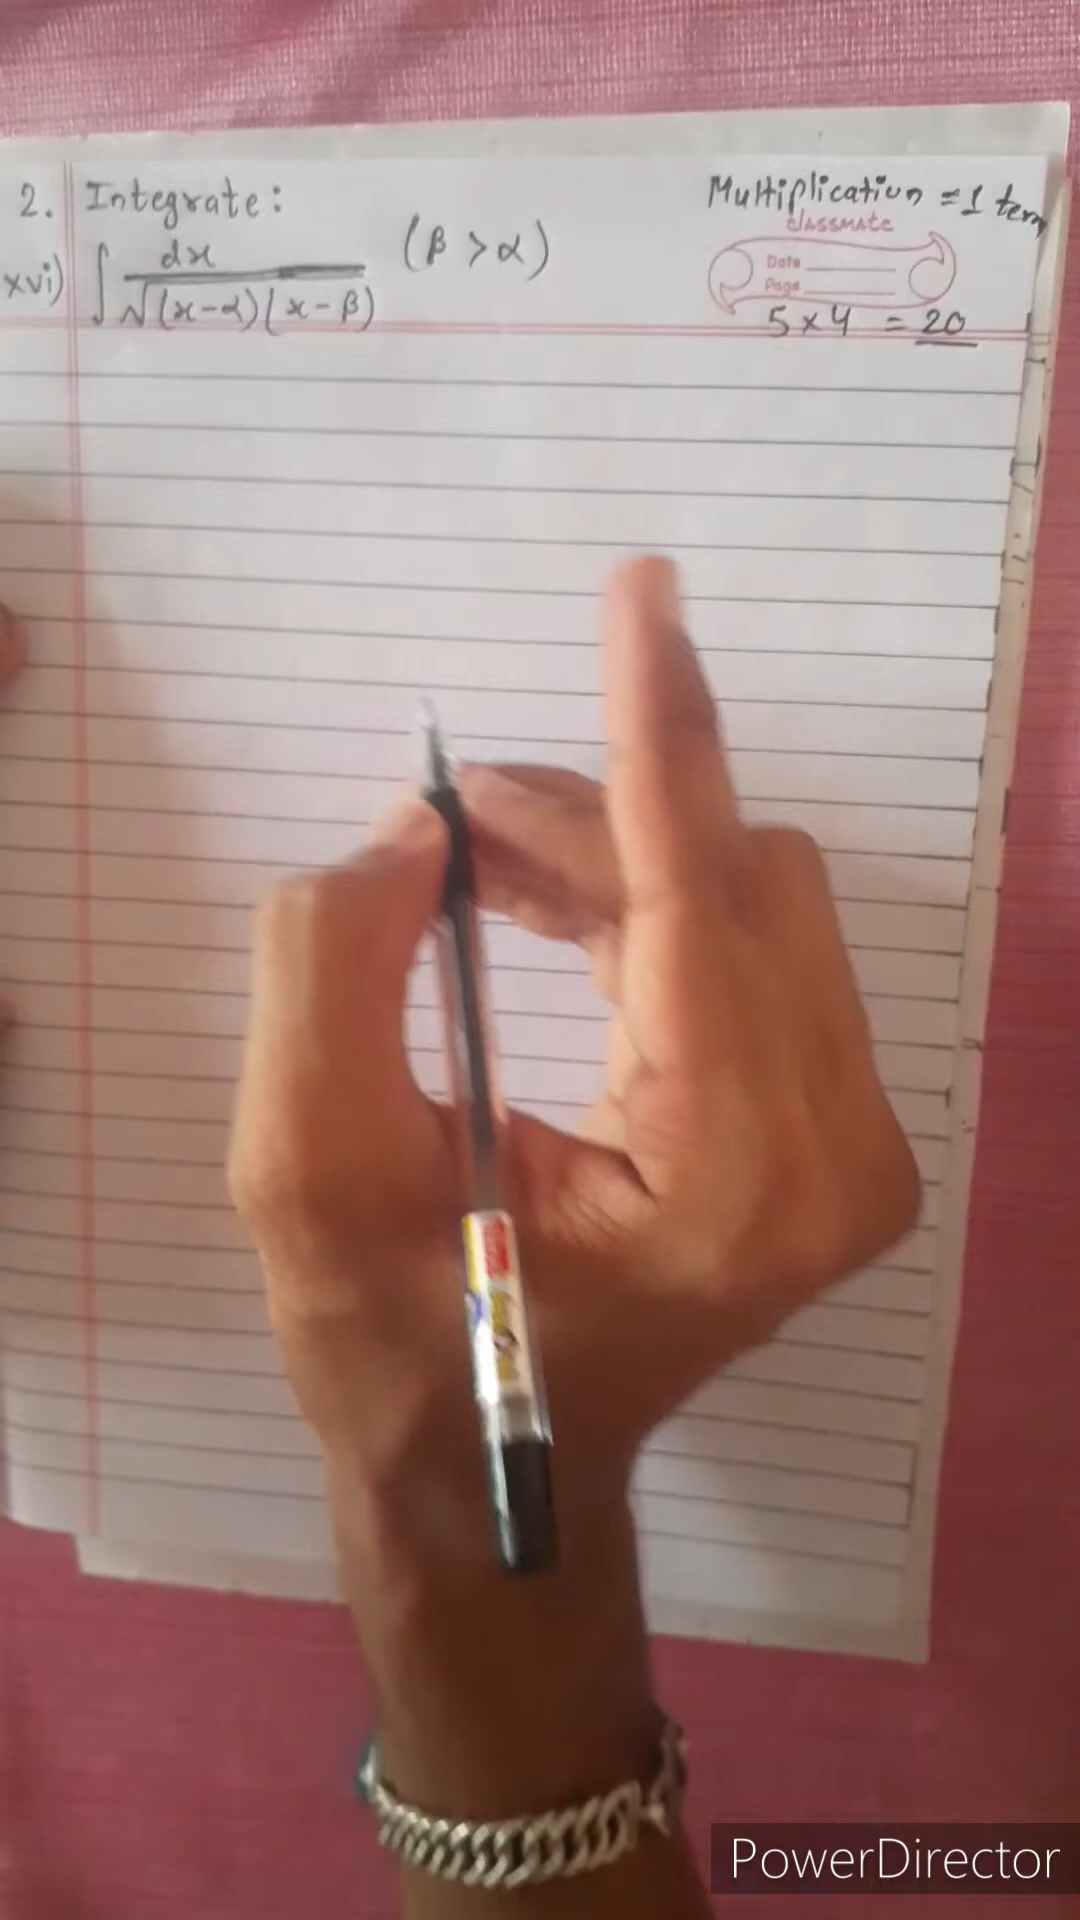 2. Integrate:
xvi) ∫ dx / √(x-α)(x-β) (β > α)
Multiplication = 1 term
classmate
Date
Page
5 x 4 = 20
PowerDirector